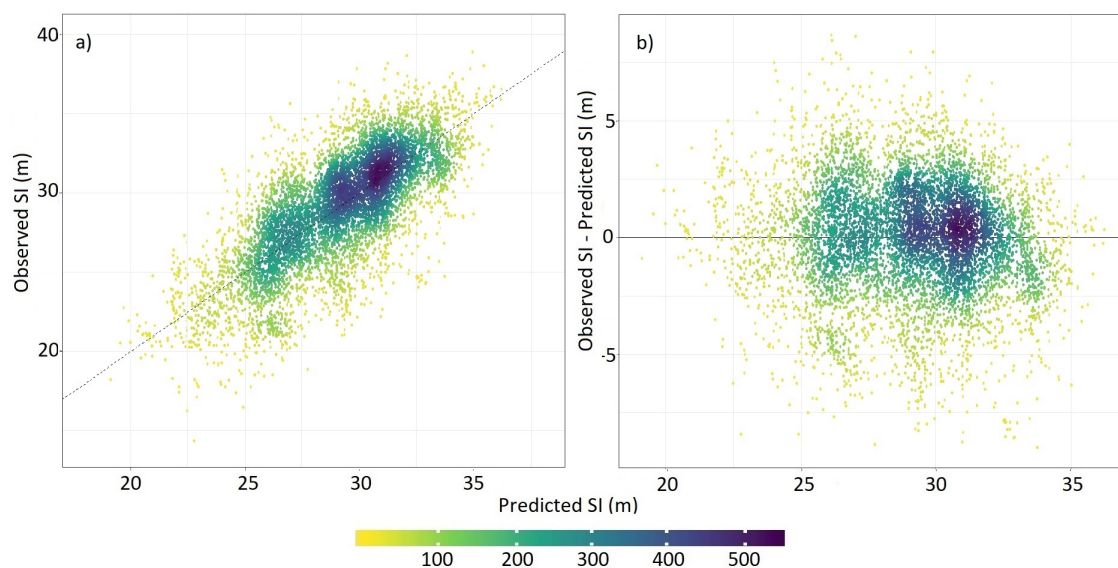 a)
b)
40
30
20
Observed SI (m)
5
0
-5
Observed SI - Predicted SI (m)
20 25 30 35
20 25 30 35
Predicted SI (m)
100 200 300 400 500